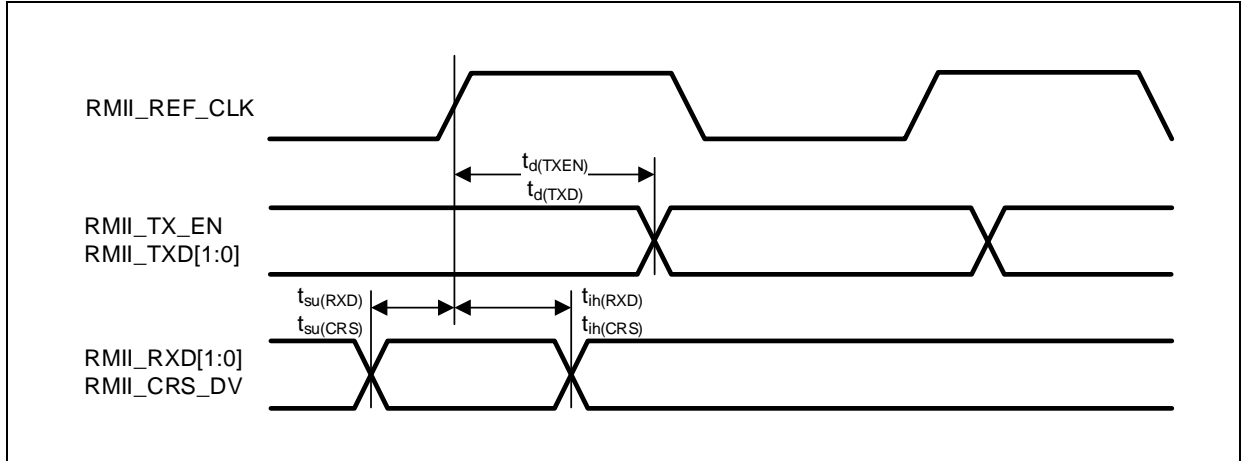 RMII_REF_CLK
td(TXEN)
td(TXD)
RMII_TX_EN
RMII_TXD[1:0]
tsu(RXD) tih(RXD)
tsu(CRS) tih(CRS)
RMII_RXD[1:0]
RMII_CRS_DV